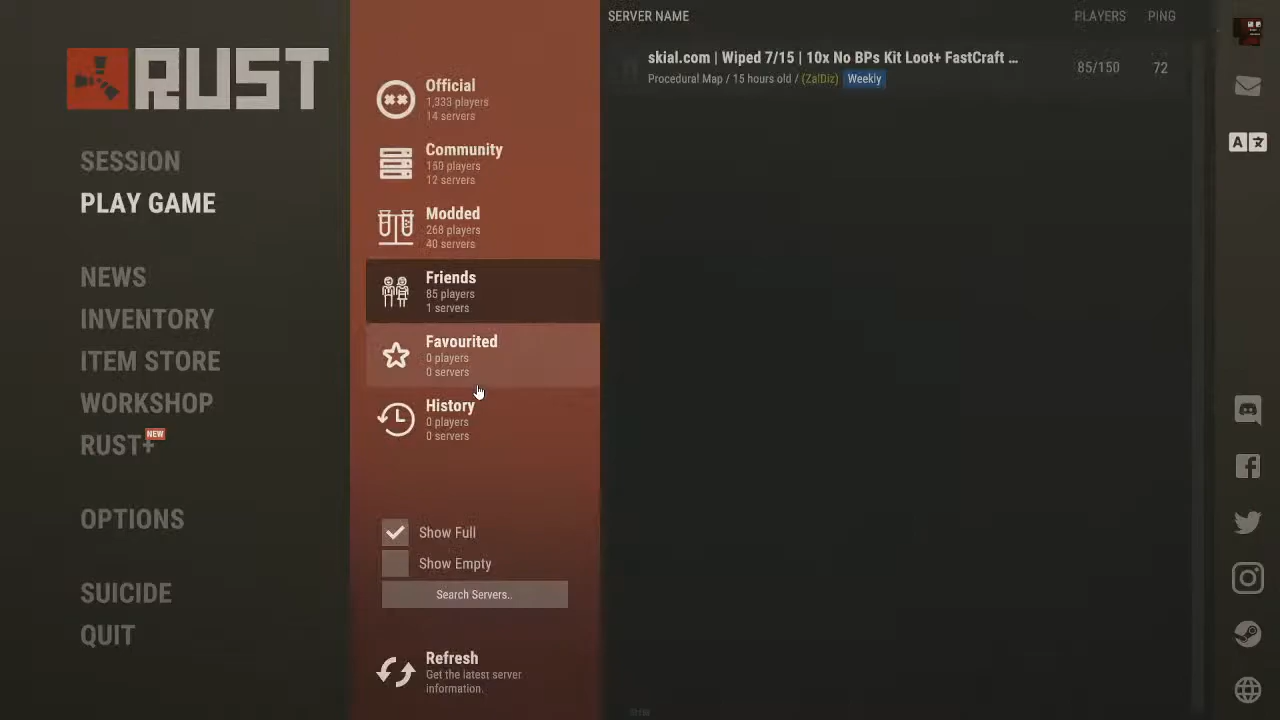 RUST
SESSION
PLAY GAME
NEWS
INVENTORY
ITEM STORE
WORKSHOP
RUST+
NEW
OPTIONS
SUICIDE
QUIT
Official
1,333 players
14 servers
Community
150 players
12 servers
Modded
268 players
40 servers
Friends
85 players
1 servers
Favourited
0 players
0 servers
History
0 players
0 servers
Show Full
Show Empty
Search Servers..
Refresh
Get the latest server
information.
SERVER NAME
PLAYERS
PING
skial.com | Wiped 7/15 | 10x No BPs Kit Loot+ FastCraft ...
Procedural Map / 15 hours old / (ZalDiz) Weekly
85/150
72
A